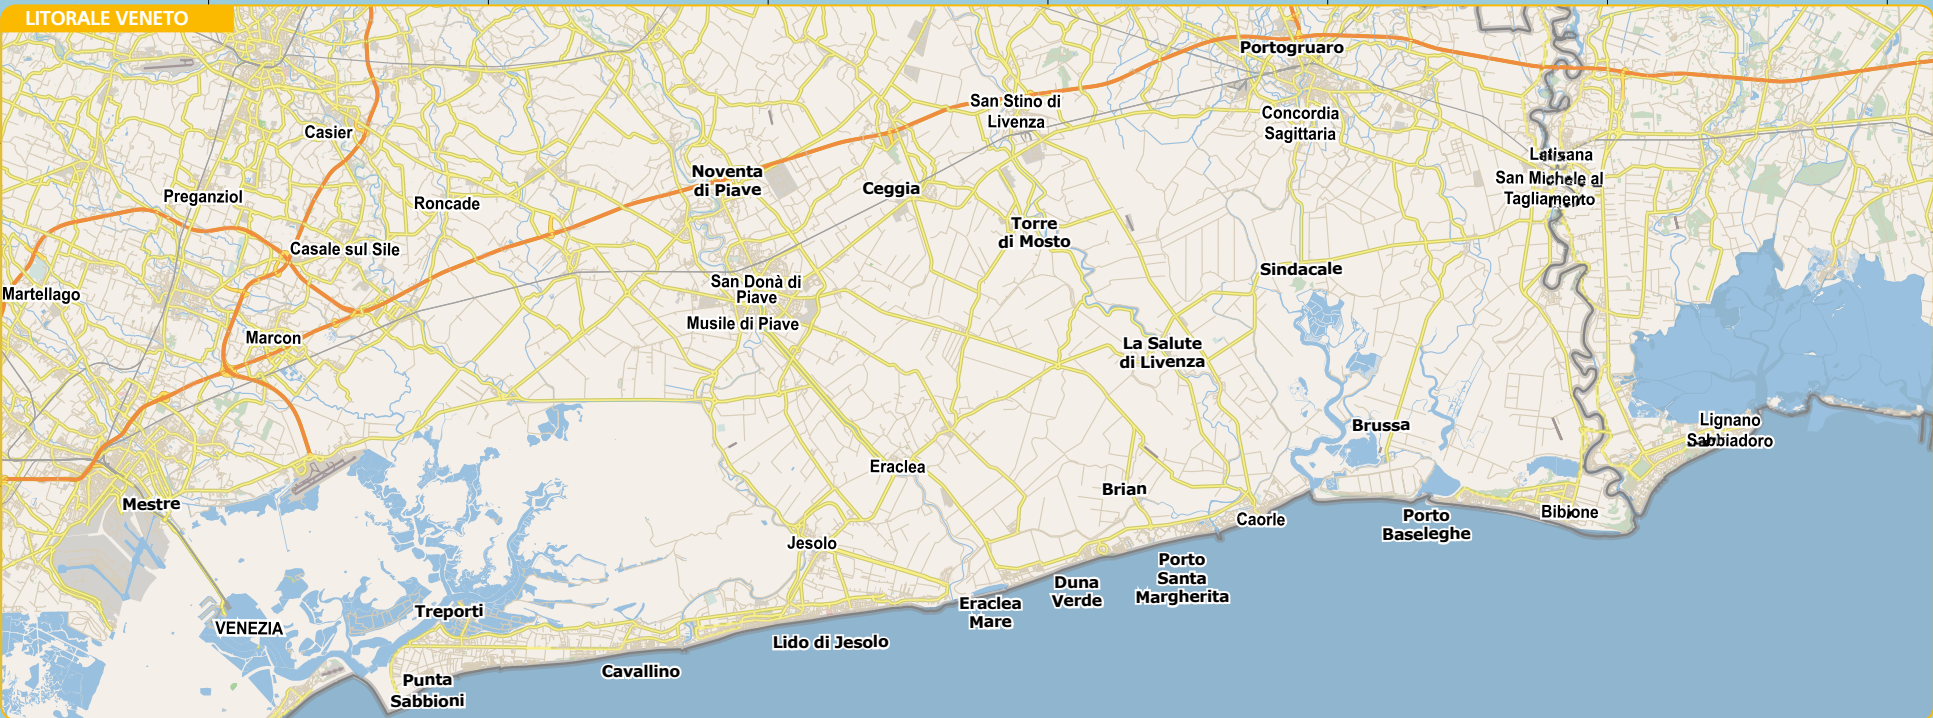 LITORALE VENETO
Portogruaro
San Stino di
Livenza
Concordia
Sagittaria
Casier
Latisana
San Michele al
Tagliamento
Noventa
di Piave
Ceggia
Preganziol
Roncade
Torre
di Mosto
Casale sul Sile
Sindacale
San Donà di
Piave
Martellago
Musile di Piave
Marcon
La Salute
di Livenza
Brussa
Lignano
Sabbiadoro
Eraclea
Brian
Mestre
Caorle
Bibione
Porto
Baseleghe
Jesolo
Porto
Santa
Margherita
Duna
Verde
Eraclea
Mare
Treporti
VENEZIA
Lido di Jesolo
Cavallino
Punta
Sabbioni